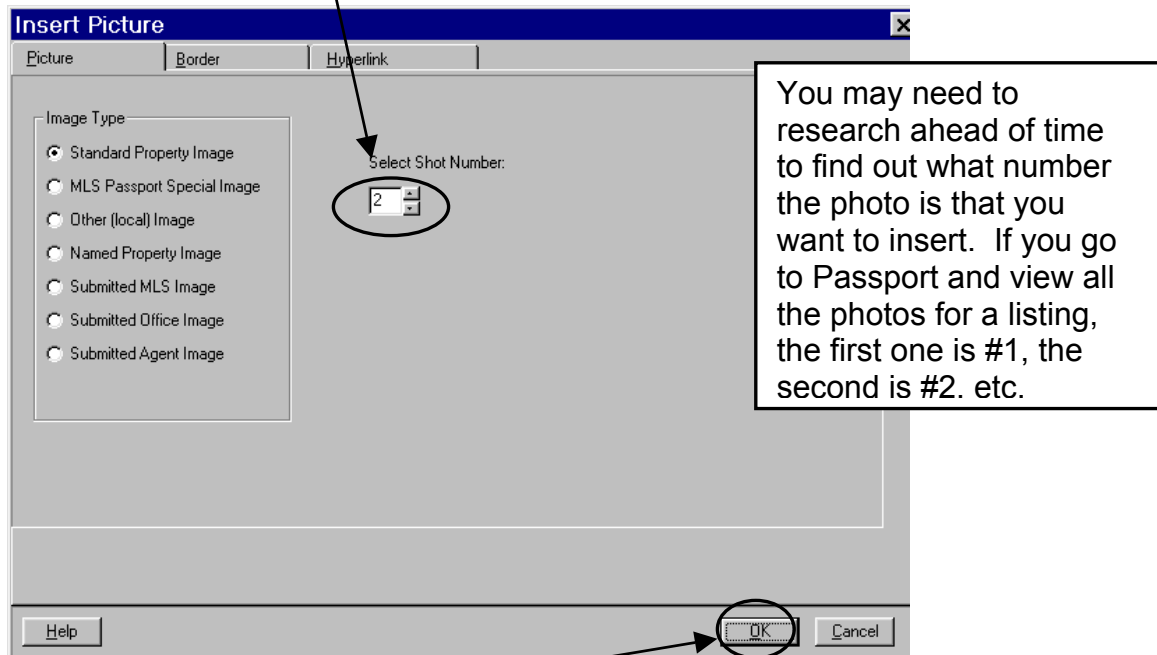 Insert Picture
Picture Border Hyperlink
Image Type
Standard Property Image
MLS Passport Special Image
Other (local) Image
Named Property Image
Submitted MLS Image
Submitted Office Image
Submitted Agent Image
Select Shot Number:
2
You may need to
research ahead of time
to find out what number
the photo is that you
want to insert.  If you go
to Passport and view all
the photos for a listing,
the first one is #1, the
second is #2. etc.
Help OK Cancel